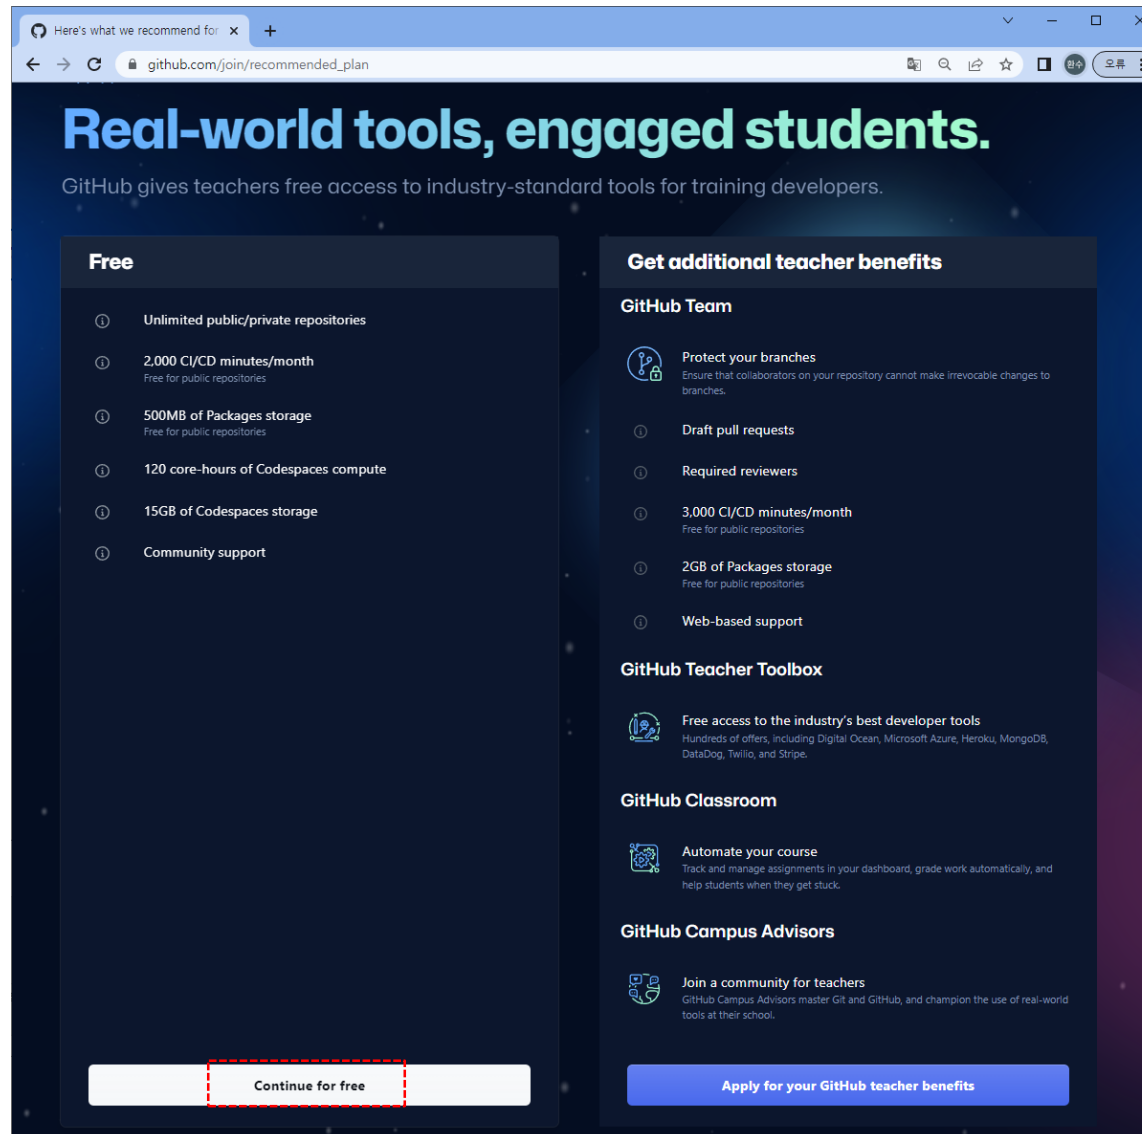 Here's what we recommend for
github.com/join/recommended_plan
환수
오류
Real-world tools, engaged students.
GitHub gives teachers free access to industry-standard tools for training developers.
Free
Unlimited public/private repositories
2,000 CI/CD minutes/month
Free for public repositories
500MB of Packages storage
Free for public repositories
120 core-hours of Codespaces compute
15GB of Codespaces storage
Community support
Continue for free
Get additional teacher benefits
GitHub Team
Protect your branches
Ensure that collaborators on your repository cannot make irrevocable changes to
branches.
Draft pull requests
Required reviewers
3,000 CI/CD minutes/month
Free for public repositories
2GB of Packages storage
Free for public repositories
Web-based support
GitHub Teacher Toolbox
Free access to the industry's best developer tools
Hundreds of offers, including Digital Ocean, Microsoft Azure, Heroku, MongoDB,
DataDog, Twilio, and Stripe.
GitHub Classroom
Automate your course
Track and manage assignments in your dashboard, grade work automatically, and
help students when they get stuck.
GitHub Campus Advisors
Join a community for teachers
GitHub Campus Advisors master Git and GitHub, and champion the use of real-world
tools at their school.
Apply for your GitHub teacher benefits